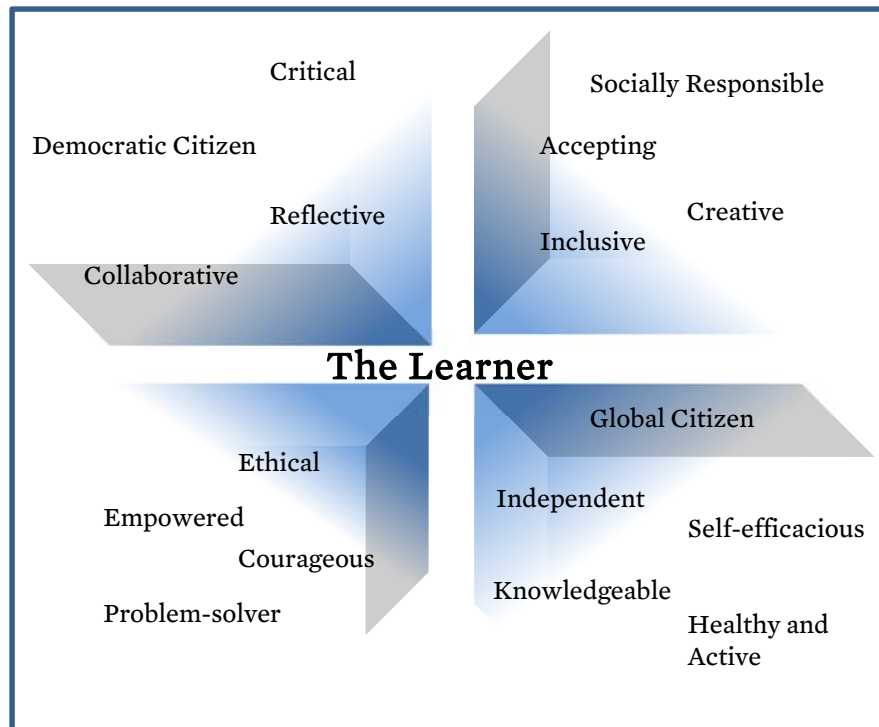 Critical
Socially Responsible
Democratic Citizen
Accepting
Reflective
Creative
Inclusive
Collaborative
The Learner
Global Citizen
Ethical
Independent
Empowered
Self-efficacious
Courageous
Knowledgeable
Problem-solver
Healthy and
Active